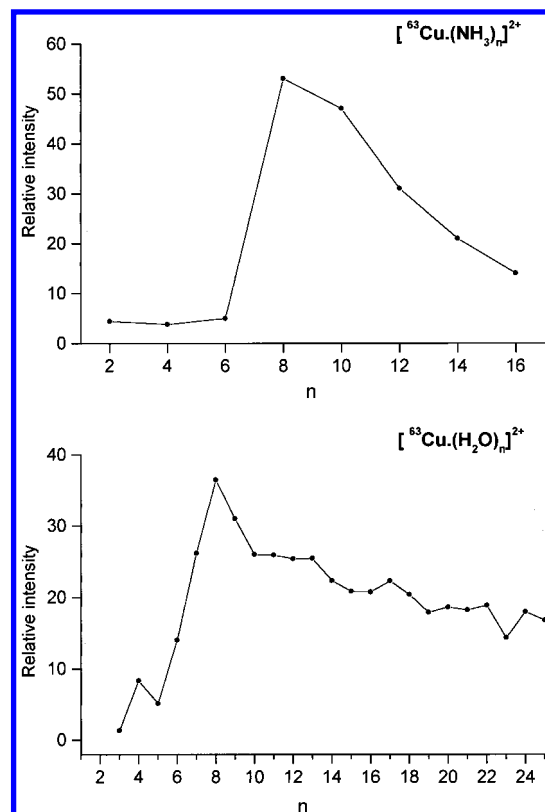 [ ⁶³Cu.(NH₃)ₙ]²⁺
Relative intensity
60
50
40
30
20
10
0
2 4 6 8 10 12 14 16
n
[ ⁶³Cu.(H₂O)ₙ]²⁺
Relative intensity
40
30
20
10
0
2 4 6 8 10 12 14 16 18 20 22 24
n